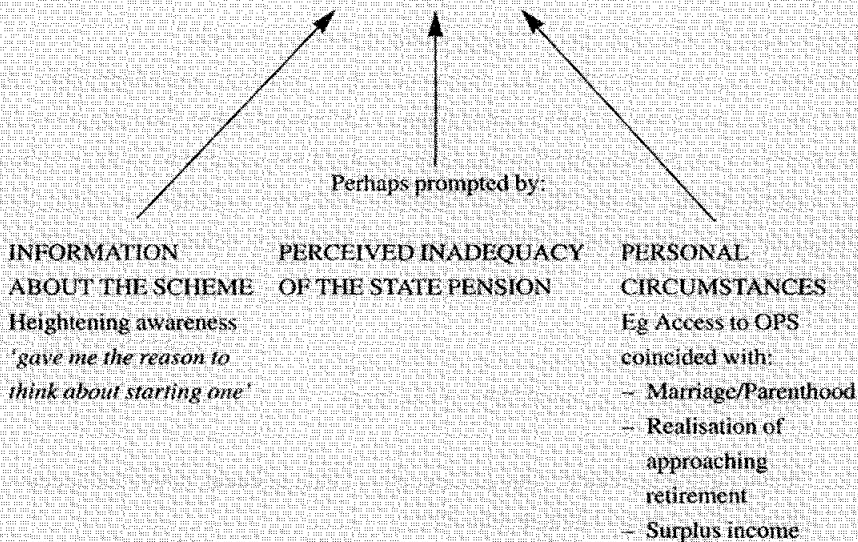 Perhaps prompted by:
INFORMATION
ABOUT THE SCHEME
Heightening awareness
'gave me the reason to
think about starting one'
PERCEIVED INADEQUACY
OF THE STATE PENSION
PERSONAL
CIRCUMSTANCES
Eg Access to OPS
coincided with:
– Marriage/Parenthood
– Realisation of
approaching
retirement
– Surplus income